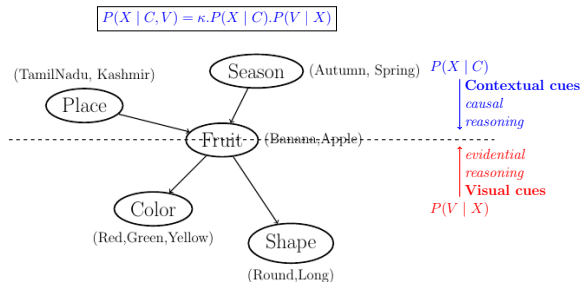 P(X | C, V) = κ.P(X | C).P(V | X)
Season
(Autumn, Spring)
(TamilNadu, Kashmir)
Place
Fruit
(Banana,Apple)
Color
(Red,Green,Yellow)
Shape
(Round,Long)
P(X | C)
Contextual cues
causal
reasoning
evidential
reasoning
Visual cues
P(V | X)